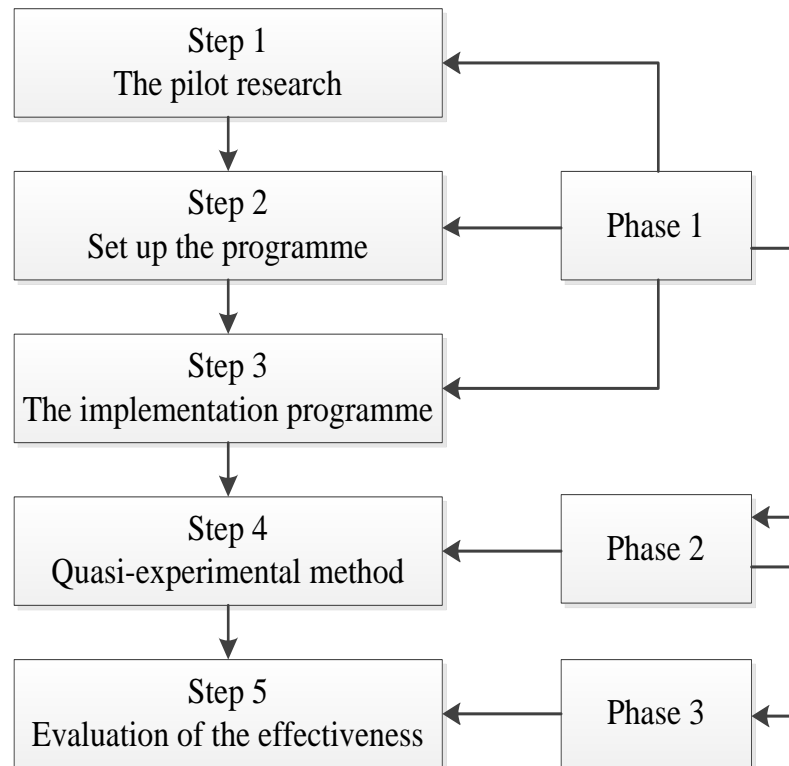 Step 1
The pilot research
Step 2
Set up the programme
Phase 1
Step 3
The implementation programme
Step 4
Quasi-experimental method
Phase 2
Step 5
Evaluation of the effectiveness
Phase 3